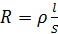 R = ρ l/S